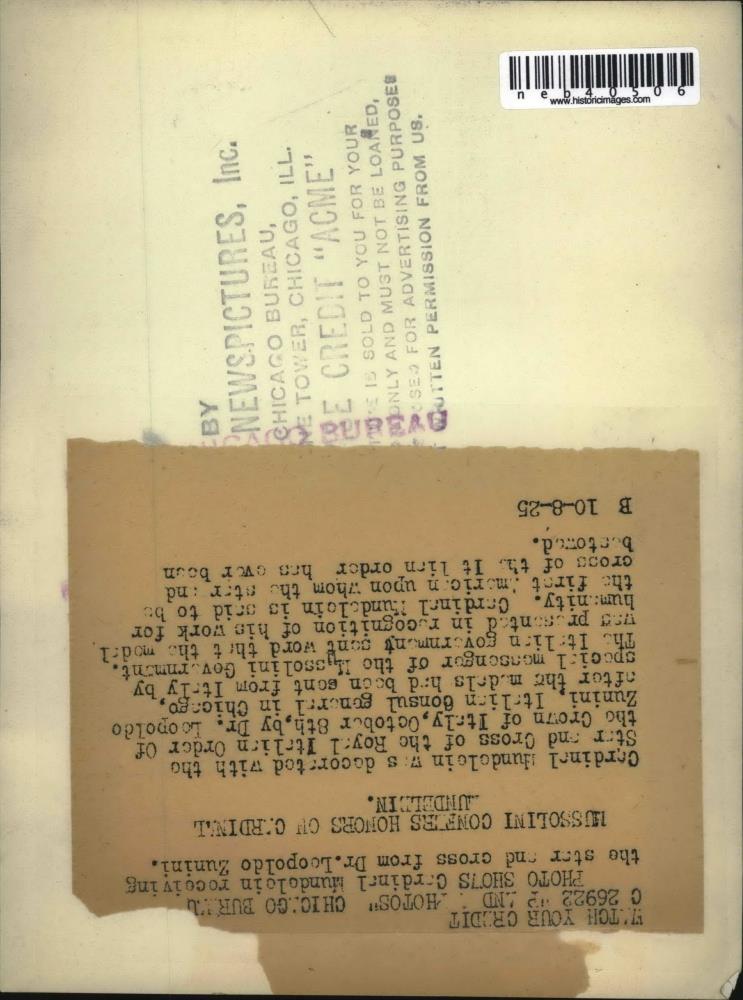 neb40506
www.historicimages.com
BY
NEWSPICTURES, Inc.
CHICAGO BUREAU,
TOWER, CHICAGO, ILL.
CREDIT "ACME"
IS SOLD TO YOU FOR YOUR
ONLY AND MUST NOT BE LOANED,
FOR ADVERTISING PURPOSES
PERMISSION FROM US.
BUREAU
WATCH YOUR CREDIT
C 26922 CHICAGO BUREAU
PHOTO SHOWS Cardinal Mundelein receiving
the star and cross from Dr.Leopoldo Zunini.
MUSSOLINI CONFERS HONORS ON CARDINAL
MUNDELEIN.
Cardinal Mundelein was decorated with the
Star and Cross of the Royal Italian Order Of
the Crown of Italy,October 8th,by Dr. Leopoldo
Zunini, Italian Consul general in Chicago,
after the medals had been sent from Italy by
special messenger of the Mussolini Government.
The Italian government sent word that the medal
was presented in recognition of his work for
humanity. Cardinal Mundelein is said to be
the first American upon whom the star and
cross of the Italian order has ever been
bestowed.
B 10-8-25